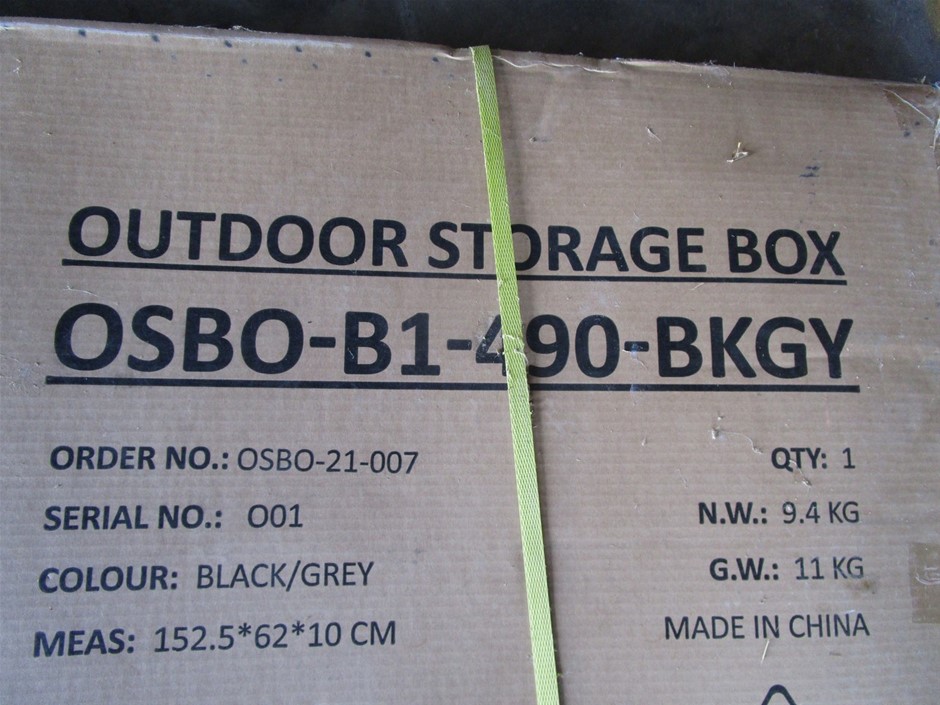 OUTDOOR STORAGE BOX
OSBO-B1-490-BKGY
ORDER NO.: OSBO-21-007 QTY: 1
SERIAL NO.: O01 N.W.: 9.4 KG
COLOUR: BLACK/GREY G.W.: 11 KG
MEAS: 152.5*62*10 CM MADE IN CHINA